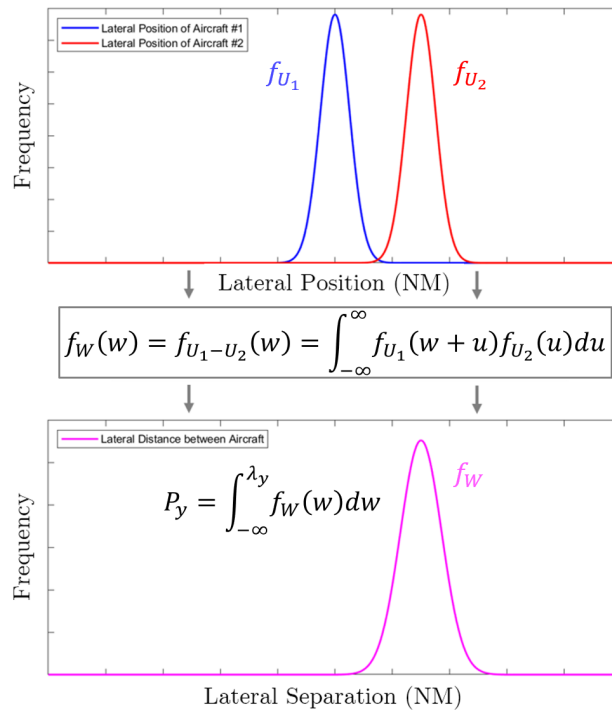 Lateral Position of Aircraft #1
Lateral Position of Aircraft #2
f_{U_1}
f_{U_2}
Frequency
Lateral Position (NM)
f_W(w) = f_{U_1-U_2}(w) = ∫_{-∞}^{∞} f_{U_1}(w + u)f_{U_2}(u)du
Lateral Distance between Aircraft
f_W
P_y = ∫_{-∞}^{λ_y} f_W(w)dw
Frequency
Lateral Separation (NM)